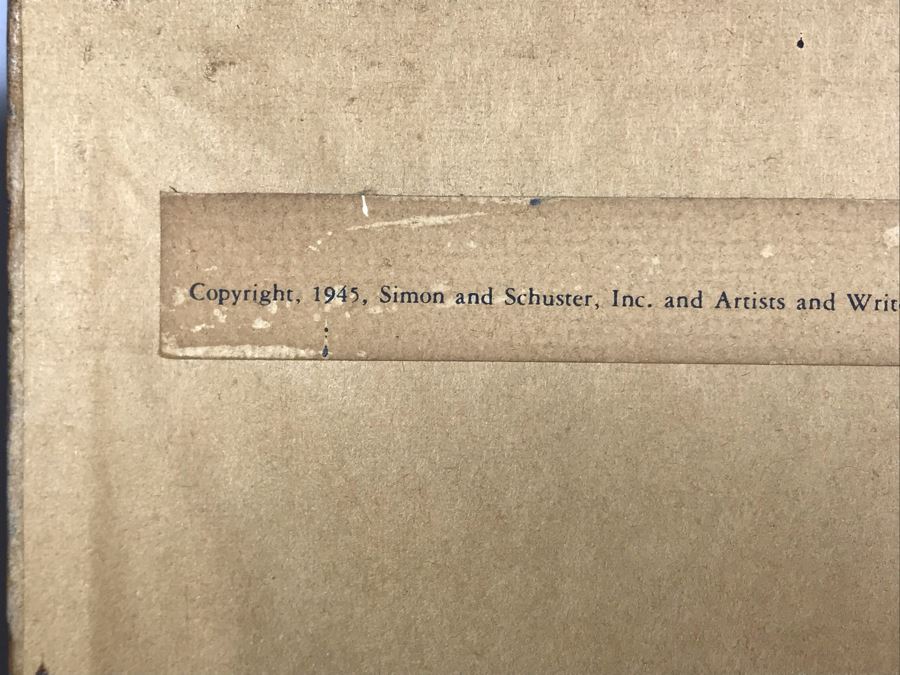 Copyright, 1945, Simon and Schuster, Inc. and Artists and Writ